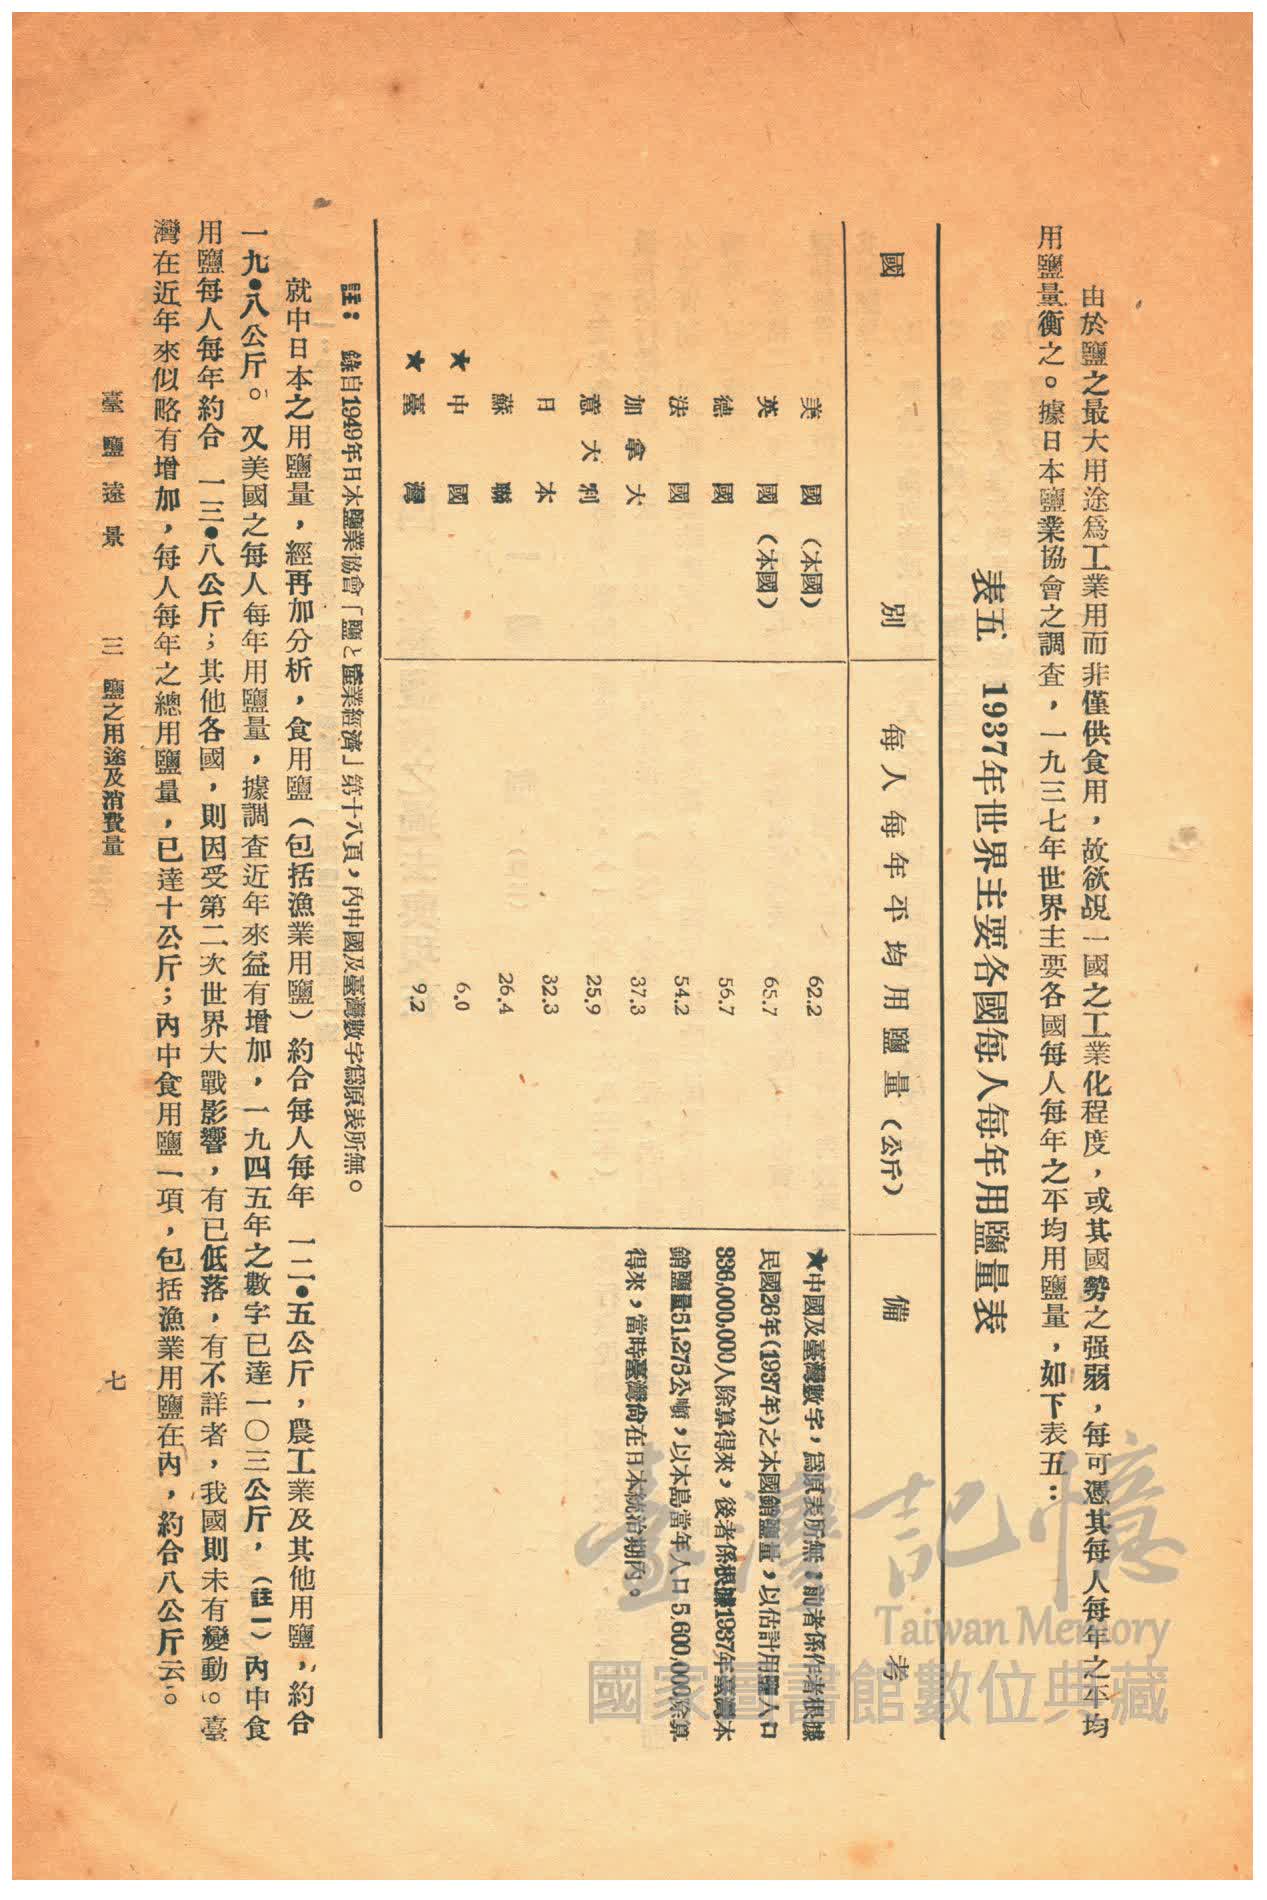 由於鹽之最大用途爲工業用而非僅供食用，故欲覘一國之工業化程度，或其國勢之强弱，每可憑其每人每年之平均
用鹽量衡之。據日本鹽業協會之調查，一九三七年世界主要各國每人每年之平均用鹽量，如下表五：
表五 1937年世界主要各國每人每年用鹽量表
國別 每人每年平均用鹽量(公斤) 備考
美國(本國) 62.2
英國(本國) 65.7
德國 56.7
法國 54.2
加拿大 37.3
意大利 25.9
日本 32.3
蘇聯 26.4
★中國 6.0
★臺灣 9.2
★中國及臺灣數字，爲原表所無；前者係作者根據
民國26年(1937年)之本國銷鹽量，以估計用鹽人口
336,000,000人除算得來，後者係根據1937年臺灣本
銷鹽量51,275公噸，以本島當年人口5,600,000除算
得來，當時臺灣尙在日本統治期內。
註： 錄自1949年日本鹽業協會「鹽と產業經濟」第十八頁，內中國及臺灣數字爲原表所無。
就中日本之用鹽量，經再加分析，食用鹽（包括漁業用鹽）約合每人每年 一二•五公斤，農工業及其他用鹽，約合
一九•八公斤。又美國之每人每年用鹽量，據調查近年來益有增加，一九四五年之數字已達一〇三公斤，（註一）內中食
用鹽每人每年約合 一三•八公斤；其他各國，則因受第二次世界大戰影響，有已低落，有不詳者，我國則未有變動。臺
灣在近年來似略有增加，每人每年之總用鹽量，已達十公斤；內中食用鹽一項，包括漁業用鹽在內，約合八公斤云。
臺鹽遠景 三 鹽之用途及消費量 七
臺灣記憶
Taiwan Memory
國家圖書館數位典藏